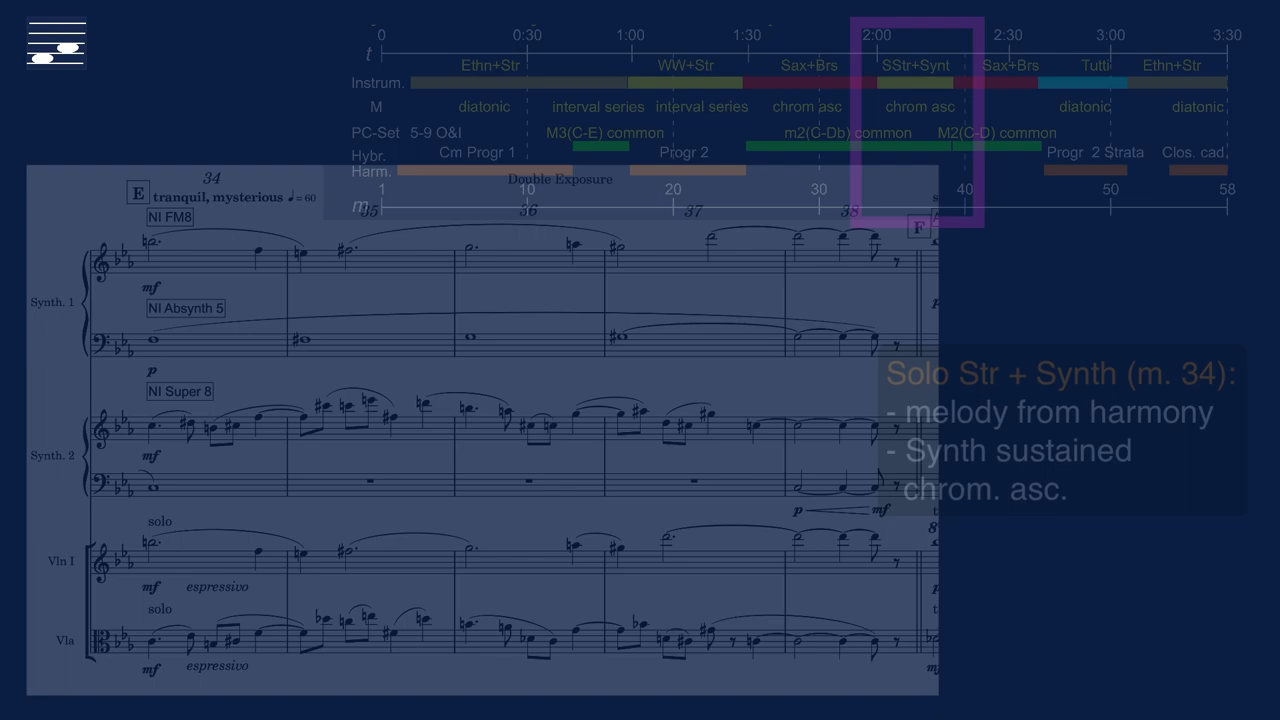 0 0:30 1:00 1:30 2:00 2:30 3:00 3:30
t
Ethn+Str WW+Str Sax+Brs SStr+Synt Sax+Brs Tutti Ethn+Str
Instrum.
M diatonic interval series interval series chrom asc chrom asc diatonic diatonic
PC-Set 5-9 O&I M3(C-E) common m2(C-Db) common M2(C-D) common
Hybr.
Cm Progr 1 Progr 2 Progr 2 Strata Clos. cad.
Harm.
1 10 20 30 40 50 58
m
Double Exposure
34
E tranquil, mysterious ♩= 60
35 36 37 38
F
NI FM8
Synth. 1
mf
NI Absynth 5
p
NI Super 8
Synth. 2
mf
p mf
solo
Vln I
mf espressivo
solo
Vla
mf espressivo
Solo Str + Synth (m. 34):
- melody from harmony
- Synth sustained
chrom. asc.